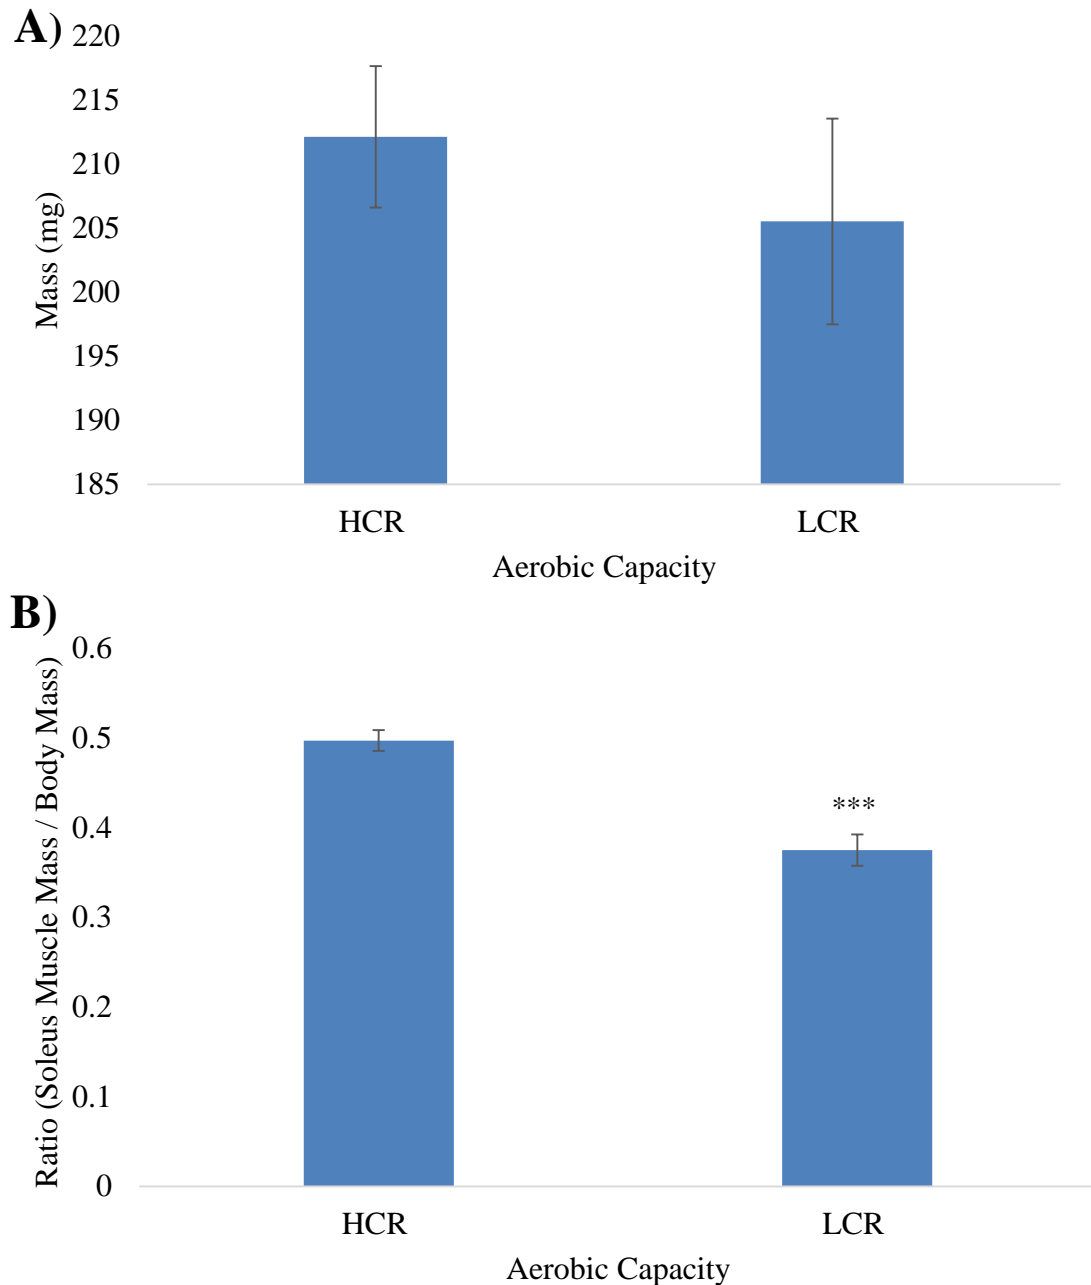 A)
220
215
210
205
200
195
190
185
Mass (mg)
HCR
LCR
Aerobic Capacity
B)
0.6
0.5
0.4
0.3
0.2
0.1
0
Ratio (Soleus Muscle Mass / Body Mass)
***
HCR
LCR
Aerobic Capacity